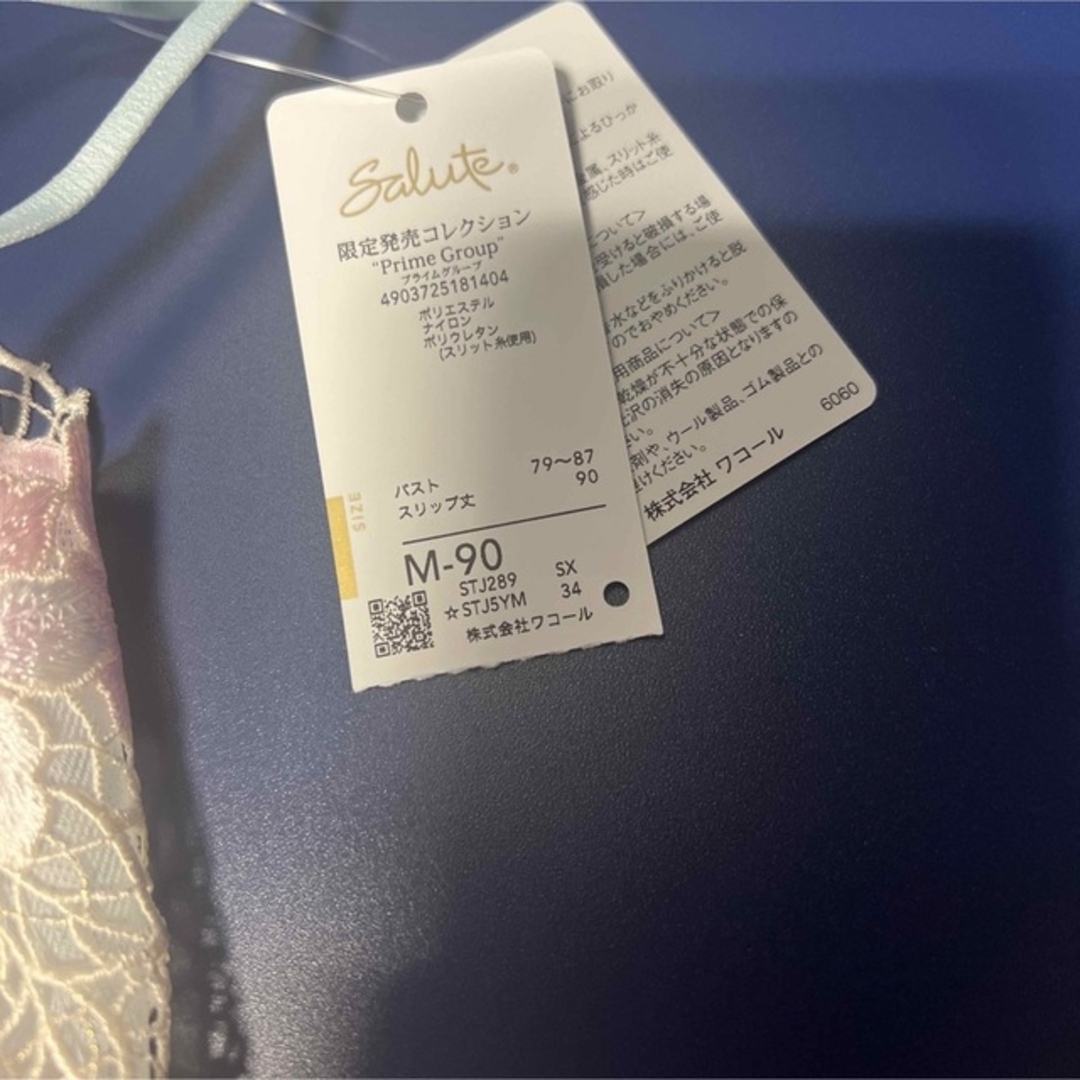 Salute®
限定発売コレクション
"Prime Group"
プライムグループ
4903725181404
ポリエステル
ナイロン
ポリウレタン
(スリット糸使用)
バスト 79〜87
スリップ丈 90
SIZE
M-90
STJ289 SX
☆STJ5YM 34
株式会社ワコール
にお取り
よるひっか
属、スリット糸
感じた時はご使
ついて>
受けると破損する場
損した場合には、ご使
水などをふりかけると脱
のでおやめください。
用商品について>
乾燥が不十分な状態での保
沢の消失の原因となりますの
い。
剤や、ウール製品、ゴム製品との
けください。
6060
株式会社 ワコール